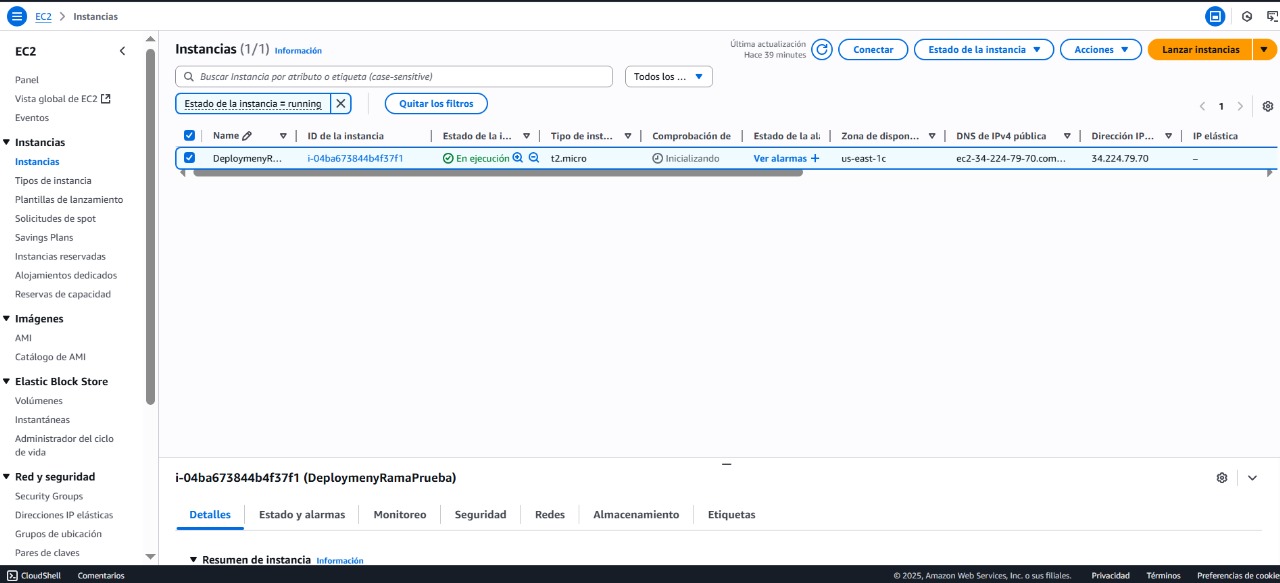 EC2 > Instancias
EC2
Panel
Vista global de EC2
Eventos
Instancias
Instancias
Tipos de instancia
Plantillas de lanzamiento
Solicitudes de spot
Savings Plans
Instancias reservadas
Alojamientos dedicados
Reservas de capacidad
Imágenes
AMI
Catálogo de AMI
Elastic Block Store
Volúmenes
Instantáneas
Administrador del ciclo
de vida
Red y seguridad
Security Groups
Direcciones IP elásticas
Grupos de ubicación
Pares de claves
Instancias (1/1) Información
Última actualización
Hace 39 minutes
Conectar
Estado de la instancia
Acciones
Lanzar instancias
Buscar Instancia por atributo o etiqueta (case-sensitive)
Todos los ...
Estado de la instancia = running
Quitar los filtros
1
Name ID de la instancia Estado de la i... Tipo de inst... Comprobación de Estado de la al Zona de dispon... DNS de IPv4 pública Dirección IP... IP elástica
DeploymenyR... i-04ba673844b4f37f1 En ejecución t2.micro Inicializando Ver alarmas + us-east-1c ec2-34-224-79-70.com... 34.224.79.70 –
i-04ba673844b4f37f1 (DeploymenyRamaPrueba)
Detalles Estado y alarmas Monitoreo Seguridad Redes Almacenamiento Etiquetas
Resumen de instancia Información
CloudShell Comentarios © 2025, Amazon Web Services, Inc. o sus filiales. Privacidad Términos Preferencias de cookie